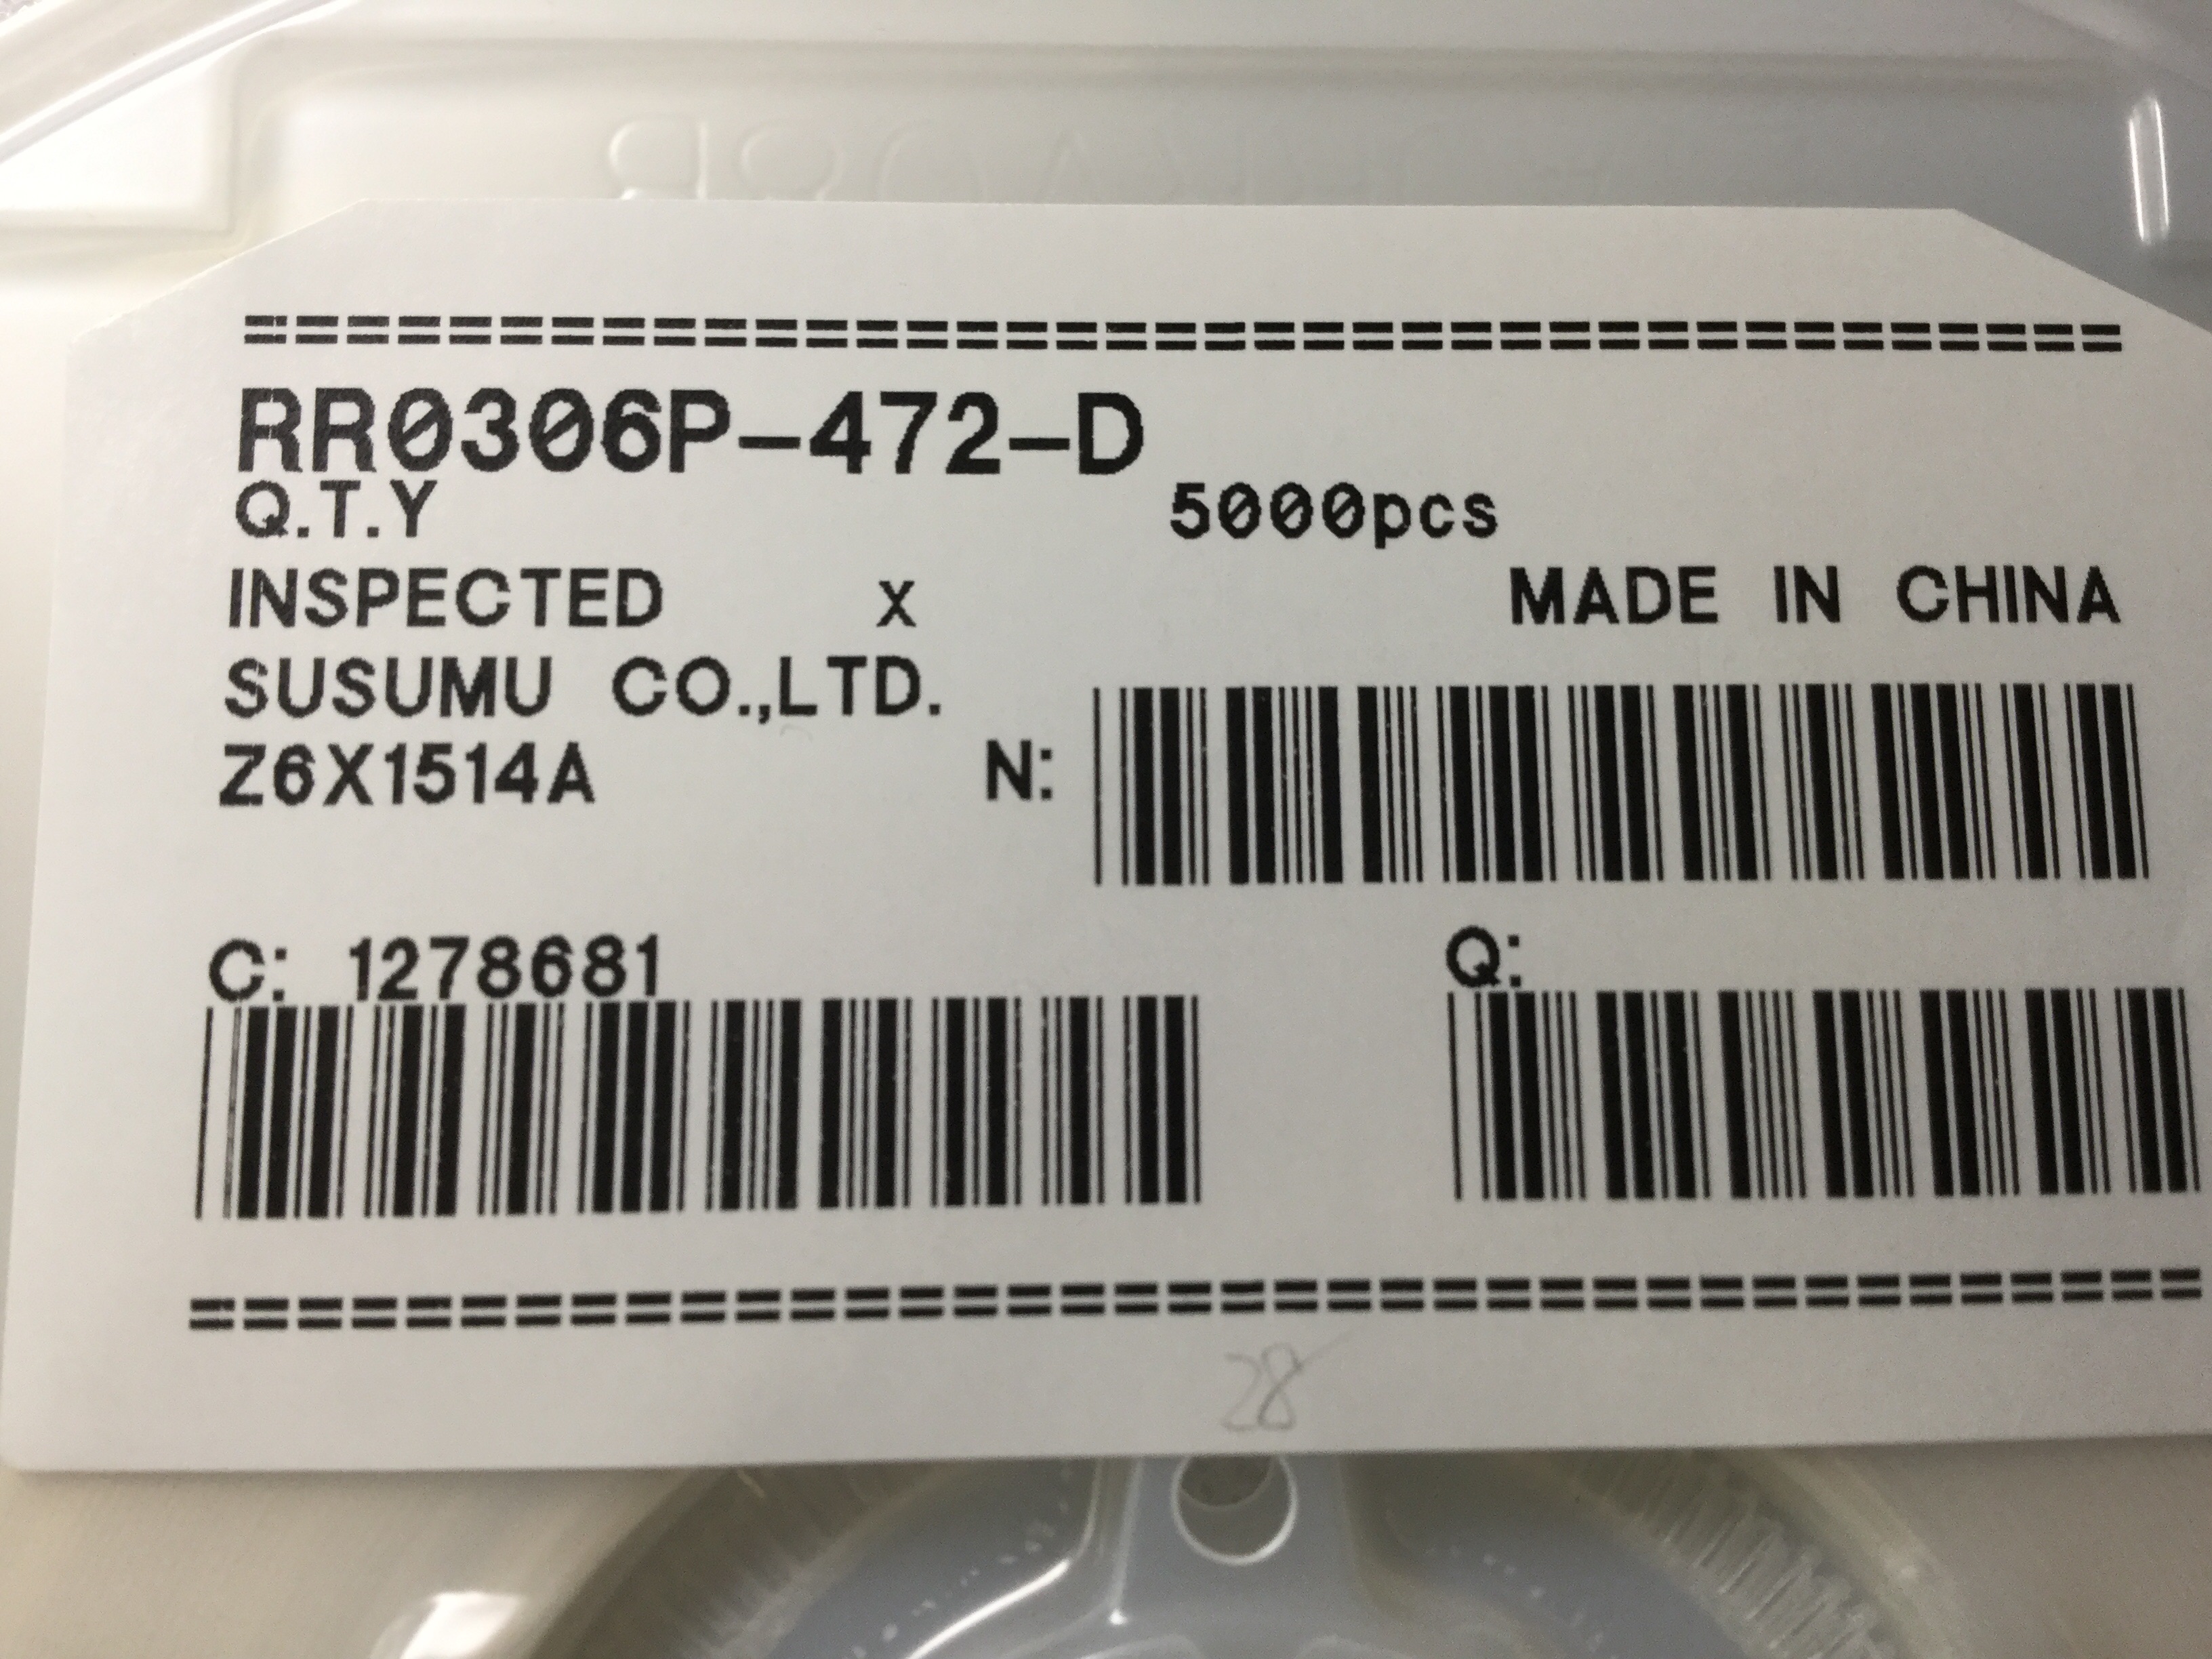 =====================================
RR0306P-472-D
Q.T.Y 5000pcs
INSPECTED x MADE IN CHINA
SUSUMU CO.,LTD.
Z6X1514A N:
C: 1278681 Q:
=====================================
28